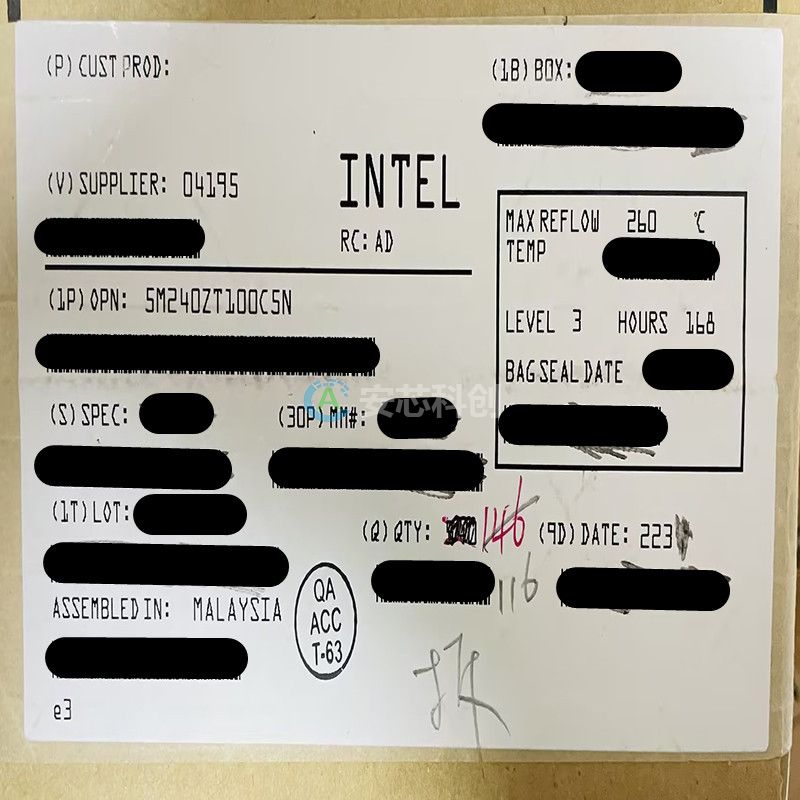 (P) CUST PROD:
(1B) BOX:
(V) SUPPLIER: 04195
INTEL
RC: AD
MAX REFLOW 260 ℃
TEMP
LEVEL 3 HOURS 168
BAG SEAL DATE
(1P) OPN: 5M240ZT100C5N
安芯科创
(S) SPEC:
(30P) MM#:
(1T) LOT:
(Q) QTY: 146
116
(9D) DATE: 223
ASSEMBLED IN: MALAYSIA
QA
ACC
T-63
e3